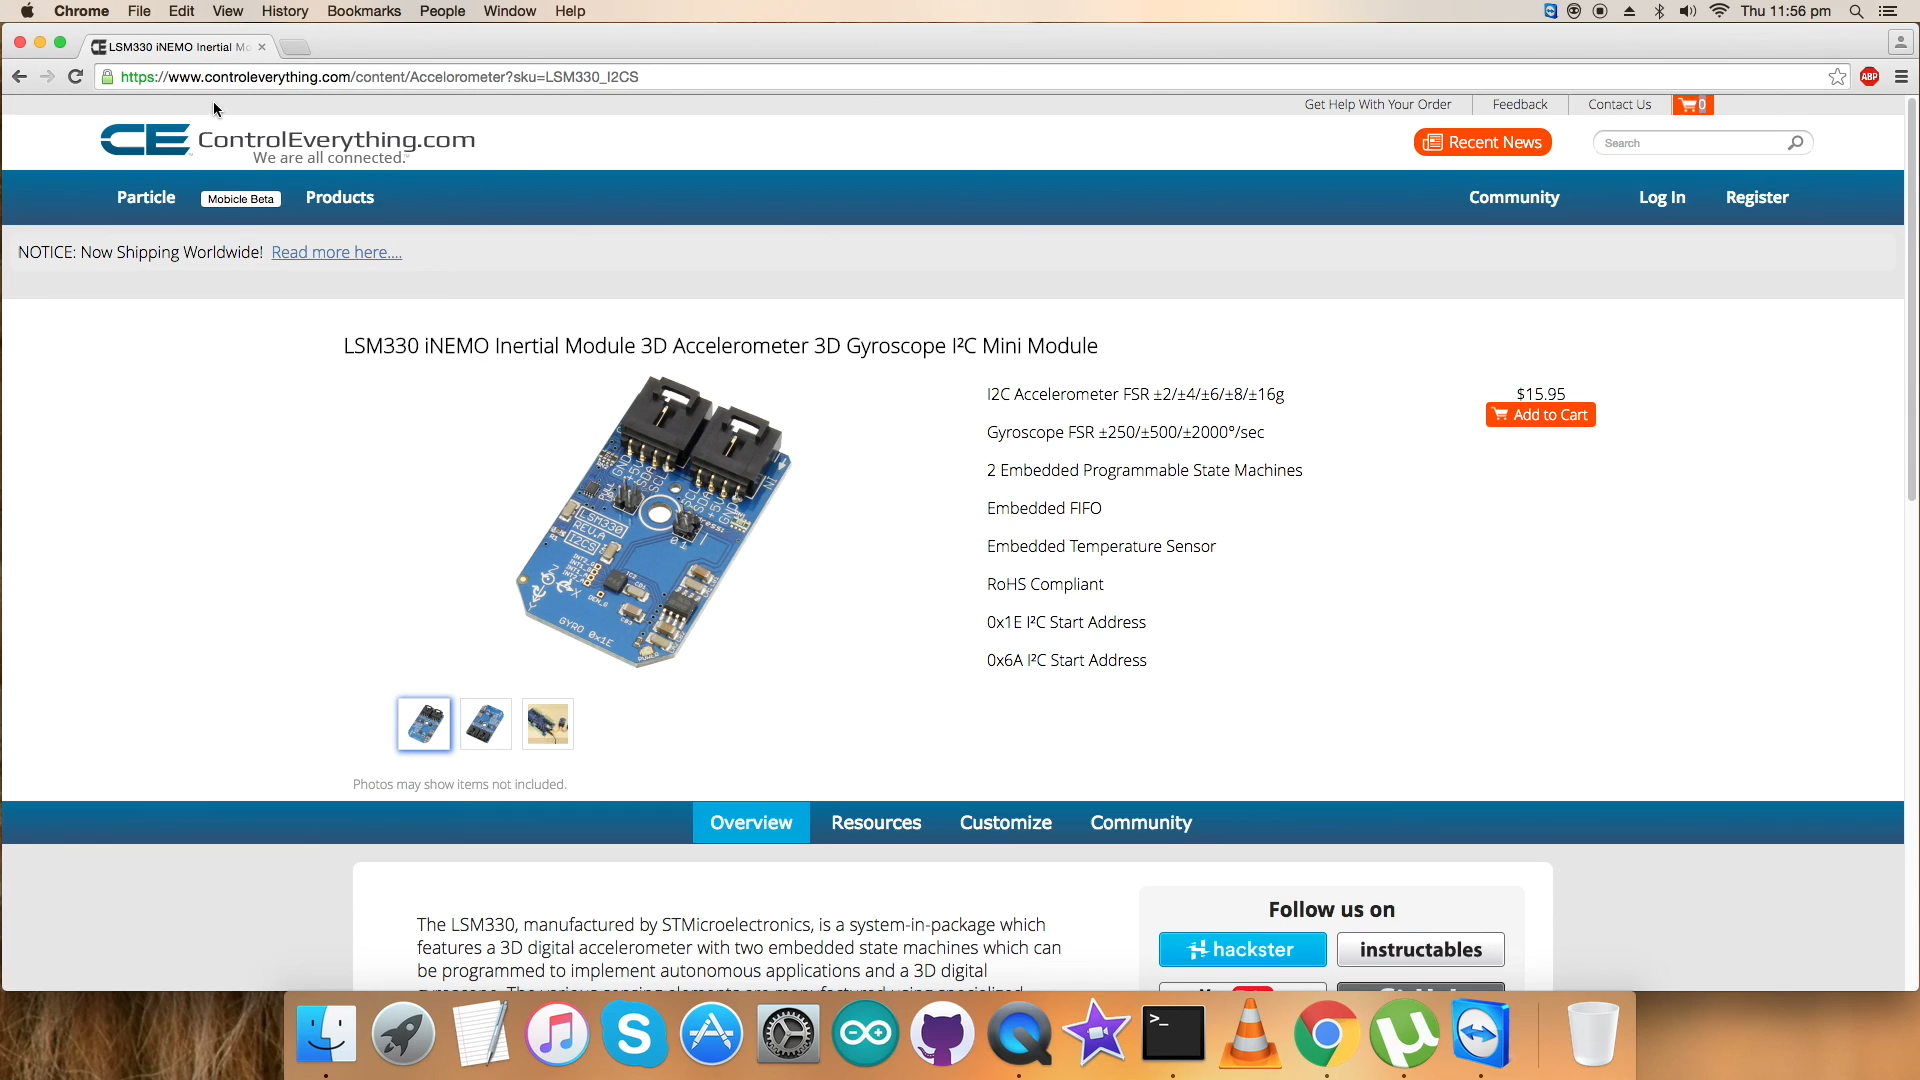 Chrome File Edit View History Bookmarks People Window Help Thu 11:56 pm
LSM330 iNEMO Inertial Mo
https://www.controleverything.com/content/Accelorometer?sku=LSM330_I2CS ABP
Get Help With Your Order Feedback Contact Us 0
CE ControlEverything.com
We are all connected.
Recent News Search
Particle Mobicle Beta Products Community Log In Register
NOTICE: Now Shipping Worldwide! Read more here....
LSM330 iNEMO Inertial Module 3D Accelerometer 3D Gyroscope I²C Mini Module
I2C Accelerometer FSR ±2/±4/±6/±8/±16g
$15.95
Add to Cart
Gyroscope FSR ±250/±500/±2000°/sec
2 Embedded Programmable State Machines
Embedded FIFO
Embedded Temperature Sensor
RoHS Compliant
0x1E I²C Start Address
0x6A I²C Start Address
LSM330
REV.A
I2CS
GYRO 0x1E
Photos may show items not included.
Overview Resources Customize Community
The LSM330, manufactured by STMicroelectronics, is a system-in-package which
features a 3D digital accelerometer with two embedded state machines which can
be programmed to implement autonomous applications and a 3D digital
Follow us on
hackster instructables